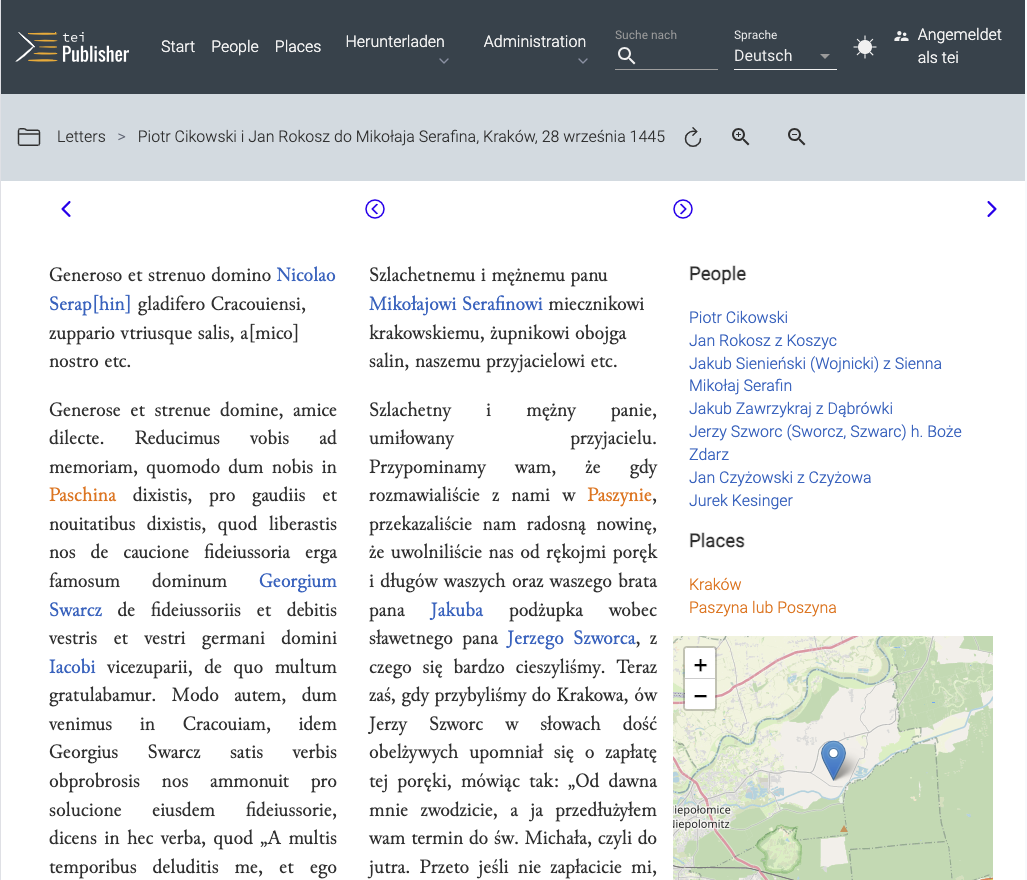 tei
Publisher
Start People Places Herunterladen Administration
Suche nach
Sprache
Deutsch
Angemeldet
als tei
Letters > Piotr Cikowski i Jan Rokosz do Mikołaja Serafina, Kraków, 28 września 1445
Generoso et strenuo domino Nicolao
Serap[hin] gladifero Cracouiensi,
zuppario vtriusque salis, a[mico]
nostro etc.
Generose et strenue domine, amice
dilecte. Reducimus vobis ad
memoriam, quomodo dum nobis in
Paschina dixistis, pro gaudiis et
nouitatibus dixistis, quod liberastis
nos de caucione fideiussoria erga
famosum dominum Georgium
Swarcz de fideiussoriis et debitis
vestris et vestri germani domini
Iacobi vicezuparii, de quo multum
gratulabamur. Modo autem, dum
venimus in Cracouiam, idem
Georgius Swarcz satis verbis
obprobrosis nos ammonuit pro
solucione eiusdem fideiussorie,
dicens in hec verba, quod „A multis
temporibus deluditis me, et ego
Szlachetnemu i mężnemu panu
Mikołajowi Serafinowi miecznikowi
krakowskiemu, żupnikowi obojga
salin, naszemu przyjacielowi etc.
Szlachetny i mężny panie,
umiłowany przyjacielu.
Przypominamy wam, że gdy
rozmawialiście z nami w Paszynie,
przekazaliście nam radosną nowinę,
że uwolniliście nas od rękojmi poręk
i długów waszych oraz waszego brata
pana Jakuba podżupka wobec
sławetnego pana Jerzego Szworca, z
czego się bardzo cieszyliśmy. Teraz
zaś, gdy przybyliśmy do Krakowa, ów
Jerzy Szworc w słowach dość
obelżywych upomniał się o zapłatę
tej poręki, mówiąc tak: „Od dawna
mnie zwodzicie, a ja przedłużyłem
wam termin do św. Michała, czyli do
jutra. Przeto jeśli nie zapłacicie mi,
People
Piotr Cikowski
Jan Rokosz z Koszyc
Jakub Sienieński (Wojnicki) z Sienna
Mikołaj Serafin
Jakub Zawrzykraj z Dąbrówki
Jerzy Szworc (Sworcz, Szwarc) h. Boże
Zdarz
Jan Czyżowski z Czyżowa
Jurek Kesinger
Places
Kraków
Paszyna lub Poszyna
+
−
iepołomice
Niepolomitz